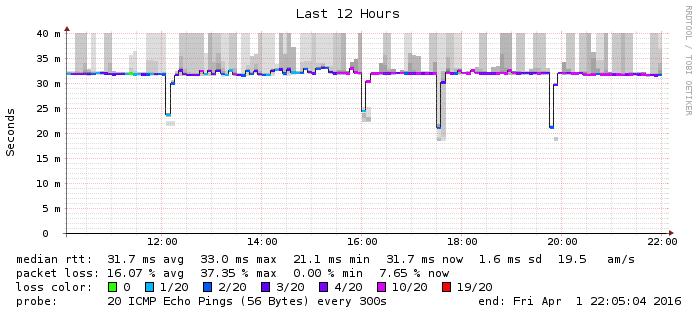 Last 12 Hours
RRDTOOL / TOBI OETIKER
Seconds
40 m
35 m
30 m
25 m
20 m
15 m
10 m
5 m
0
12:00 14:00 16:00 18:00 20:00 22:00
median rtt: 31.7 ms avg 33.0 ms max 21.1 ms min 31.7 ms now 1.6 ms sd 19.5 am/s
packet loss: 16.07 % avg 37.35 % max 0.00 % min 7.65 % now
loss color: 0 1/20 2/20 3/20 4/20 10/20 19/20
probe: 20 ICMP Echo Pings (56 Bytes) every 300s end: Fri Apr 1 22:05:04 2016